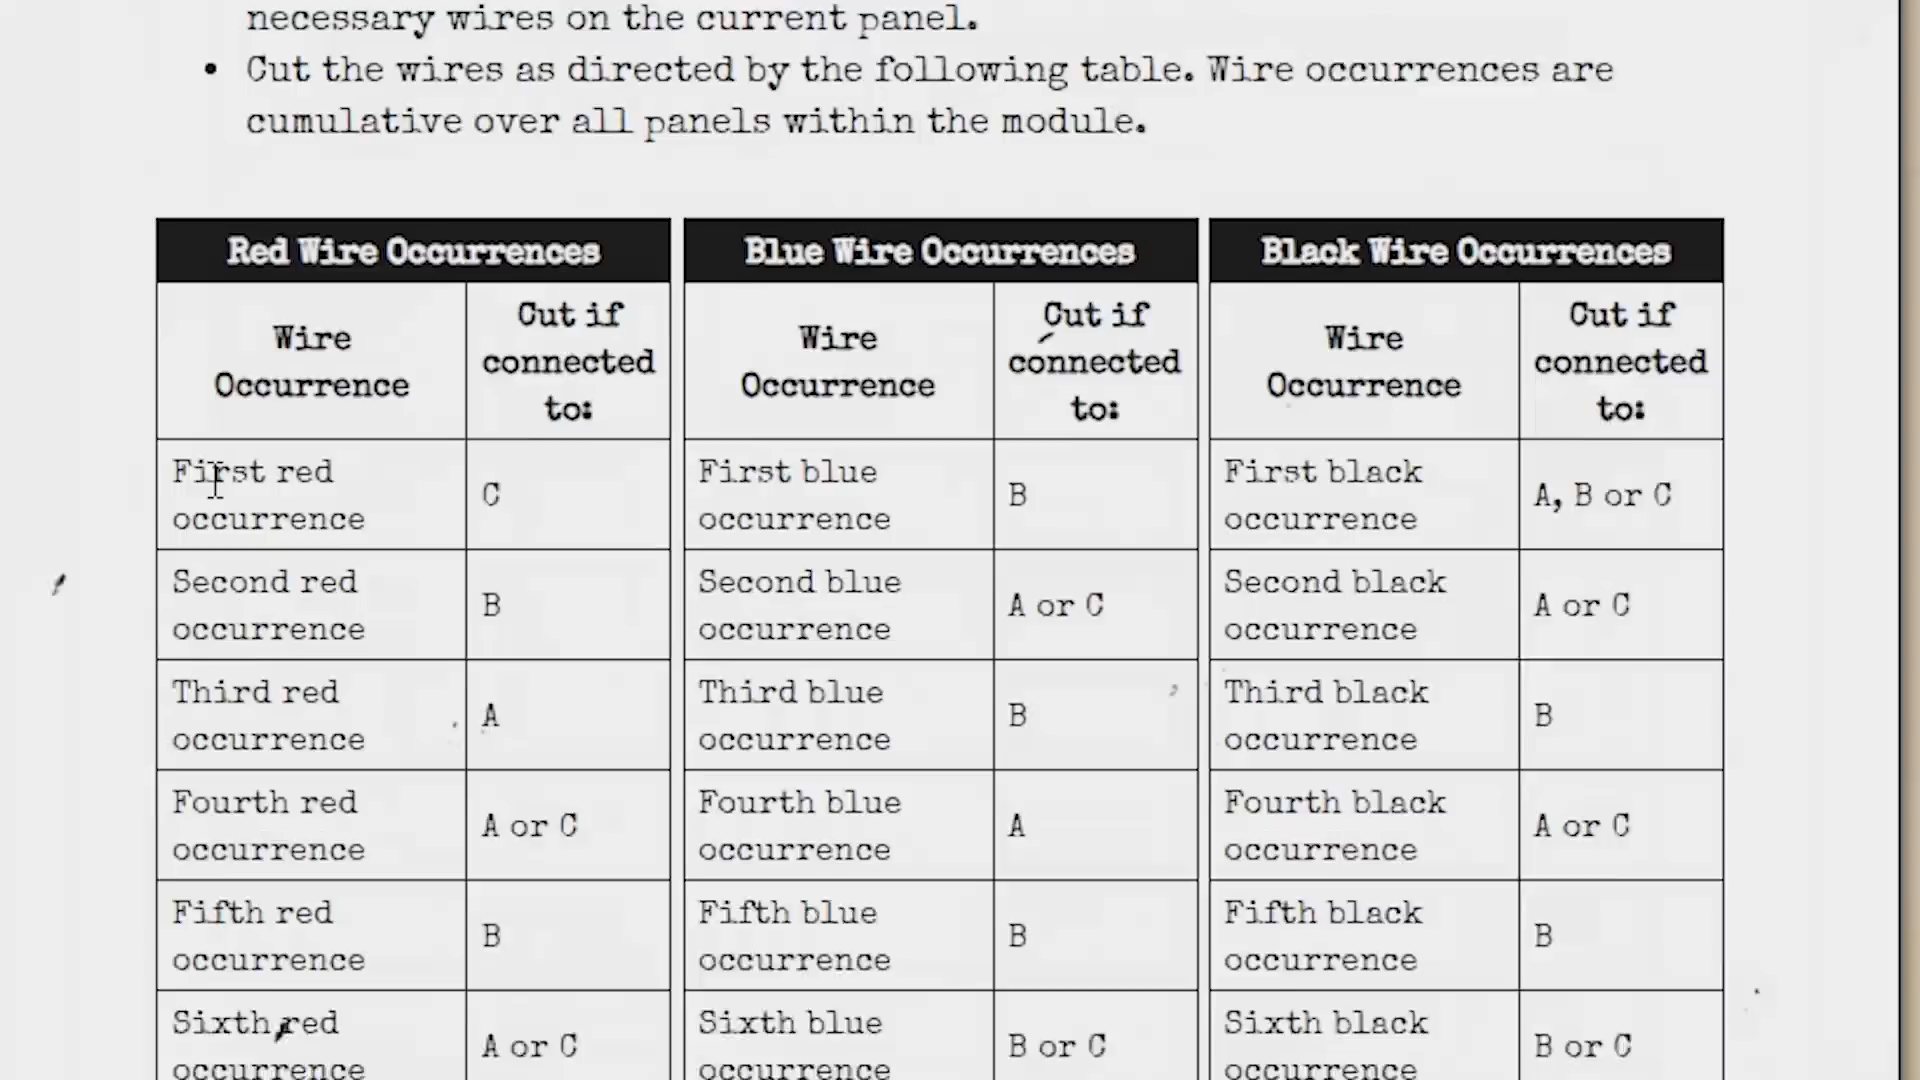 necessary wires on the current panel.
• Cut the wires as directed by the following table. Wire occurrences are
cumulative over all panels within the module.
Red Wire Occurrences
Wire Occurrence
Cut if connected to:
First red occurrence
C
Second red occurrence
B
Third red occurrence
A
Fourth red occurrence
A or C
Fifth red occurrence
B
Sixth red occurrence
A or C
Blue Wire Occurrences
Wire Occurrence
Cut if connected to:
First blue occurrence
B
Second blue occurrence
A or C
Third blue occurrence
B
Fourth blue occurrence
A
Fifth blue occurrence
B
Sixth blue occurrence
B or C
Black Wire Occurrences
Wire Occurrence
Cut if connected to:
First black occurrence
A, B or C
Second black occurrence
A or C
Third black occurrence
B
Fourth black occurrence
A or C
Fifth black occurrence
B
Sixth black occurrence
B or C